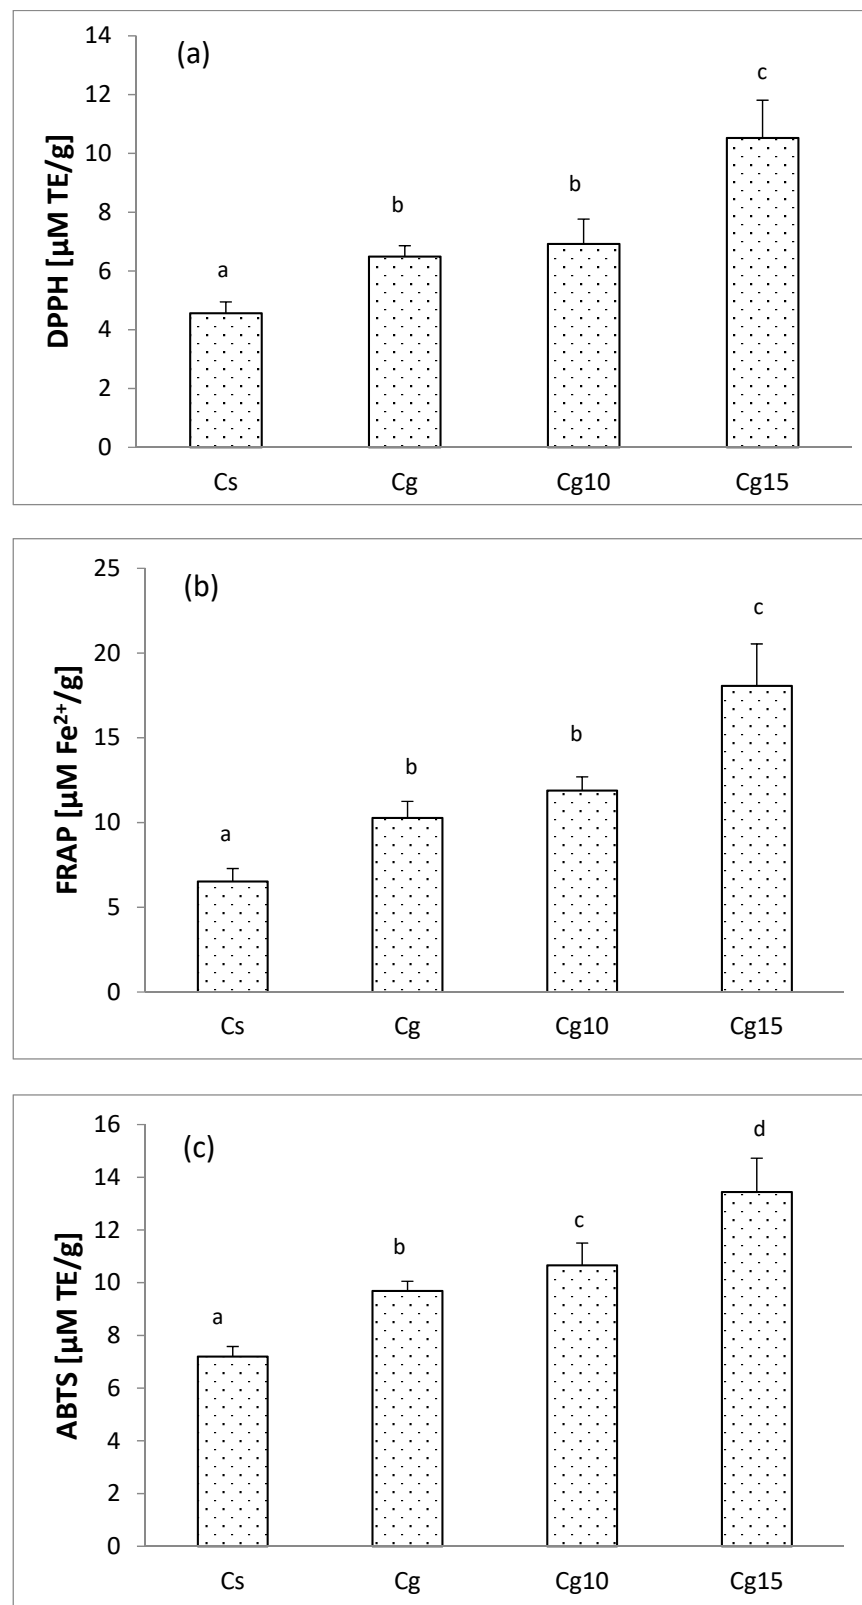 (a)
14
12
10
8
6
4
2
0
DPPH [µM TE/g]
a
b
b
c
Cs Cg Cg10 Cg15
(b)
25
20
15
10
5
0
FRAP [µM Fe²⁺/g]
a
b
b
c
Cs Cg Cg10 Cg15
(c)
16
14
12
10
8
6
4
2
0
ABTS [µM TE/g]
a
b
c
d
Cs Cg Cg10 Cg15